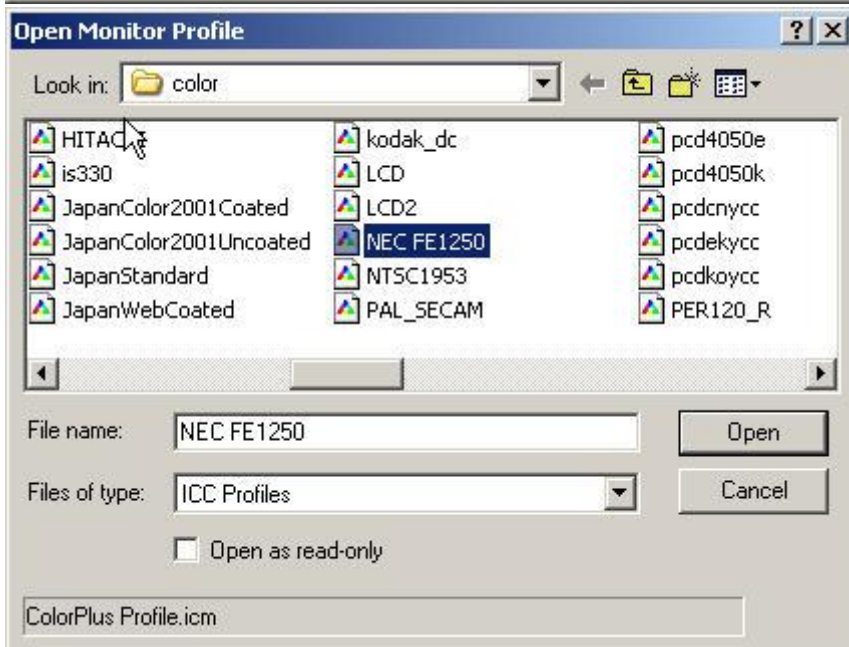 Open Monitor Profile
Look in: color
is330
JapanColor2001Coated
JapanColor2001Uncoated
JapanStandard
JapanWebCoated
kodak_dc
LCD
LCD2
NEC FE1250
NTSC1953
PAL_SECAM
pcd4050e
pcd4050k
pcdcnycc
pcdekycc
pcdkoycc
PER120_R
File name: NEC FE1250
Open
Files of type: ICC Profiles
Cancel
Open as read-only
ColorPlus Profile.icm